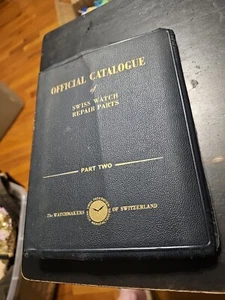 OFFICIAL CATALOGUE
of
SWISS WATCH
REPAIR PARTS
PART TWO
The WATCHMAKERS OF SWITZERLAND